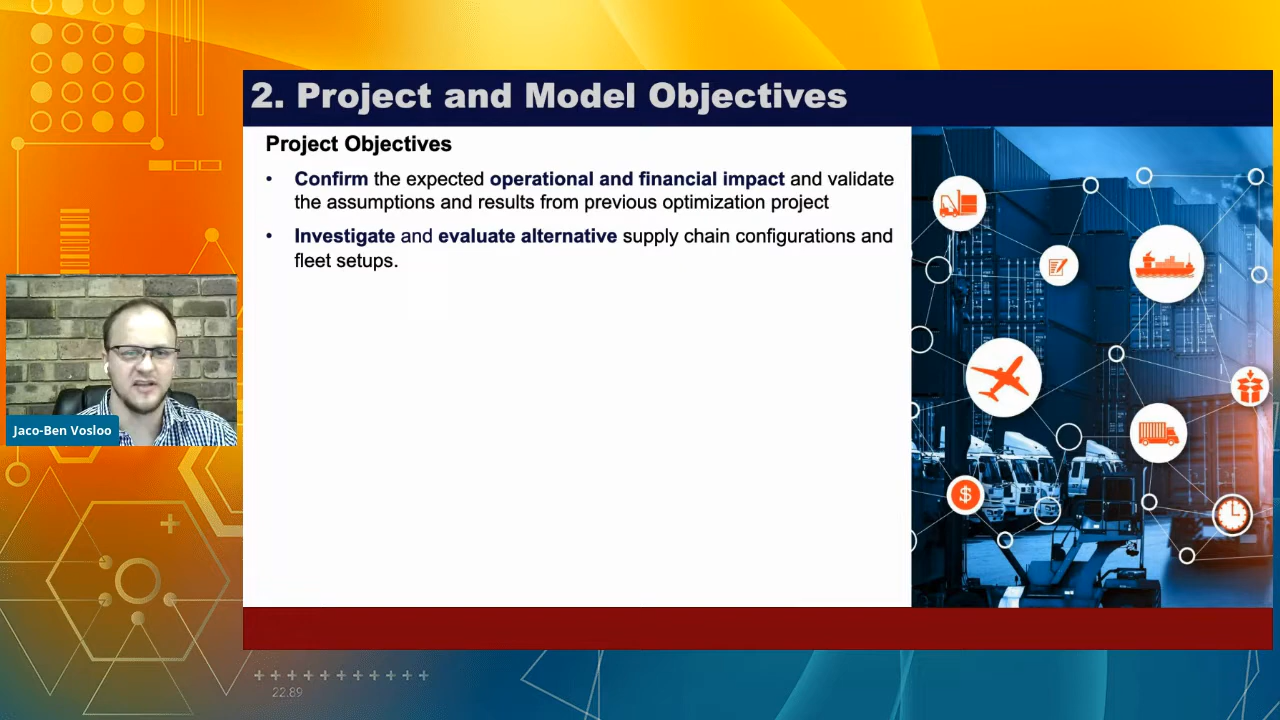 2. Project and Model Objectives
Project Objectives
• Confirm the expected operational and financial impact and validate
the assumptions and results from previous optimization project
• Investigate and evaluate alternative supply chain configurations and
fleet setups.
$
Jaco-Ben Vosloo
22.89